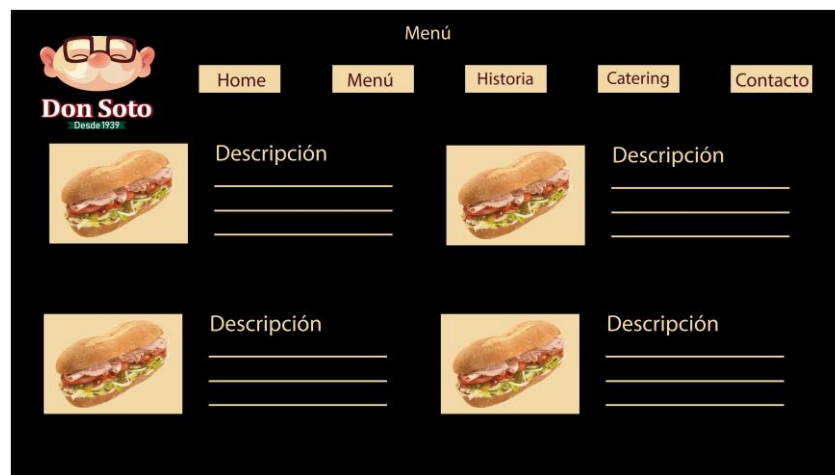 Menú
Home
Menú
Historia
Catering
Contacto
Don Soto
Desde 1939
Descripción
Descripción
Descripción
Descripción